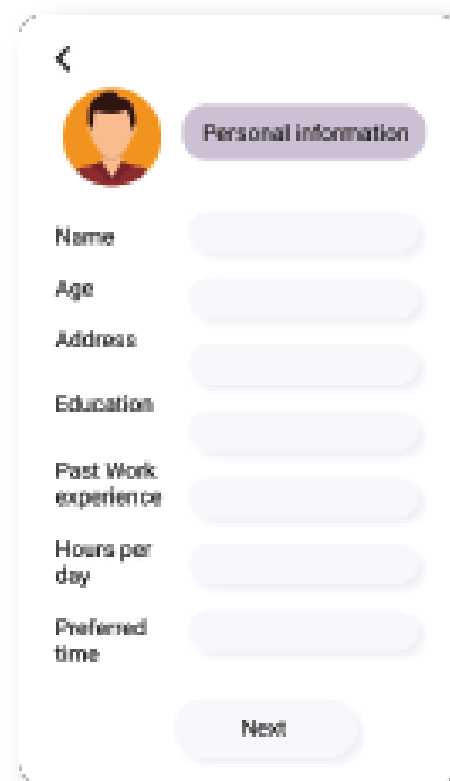 Personal information
Name
Age
Address
Education
Past Work
experience
Hours per
day
Preferred
time
Next